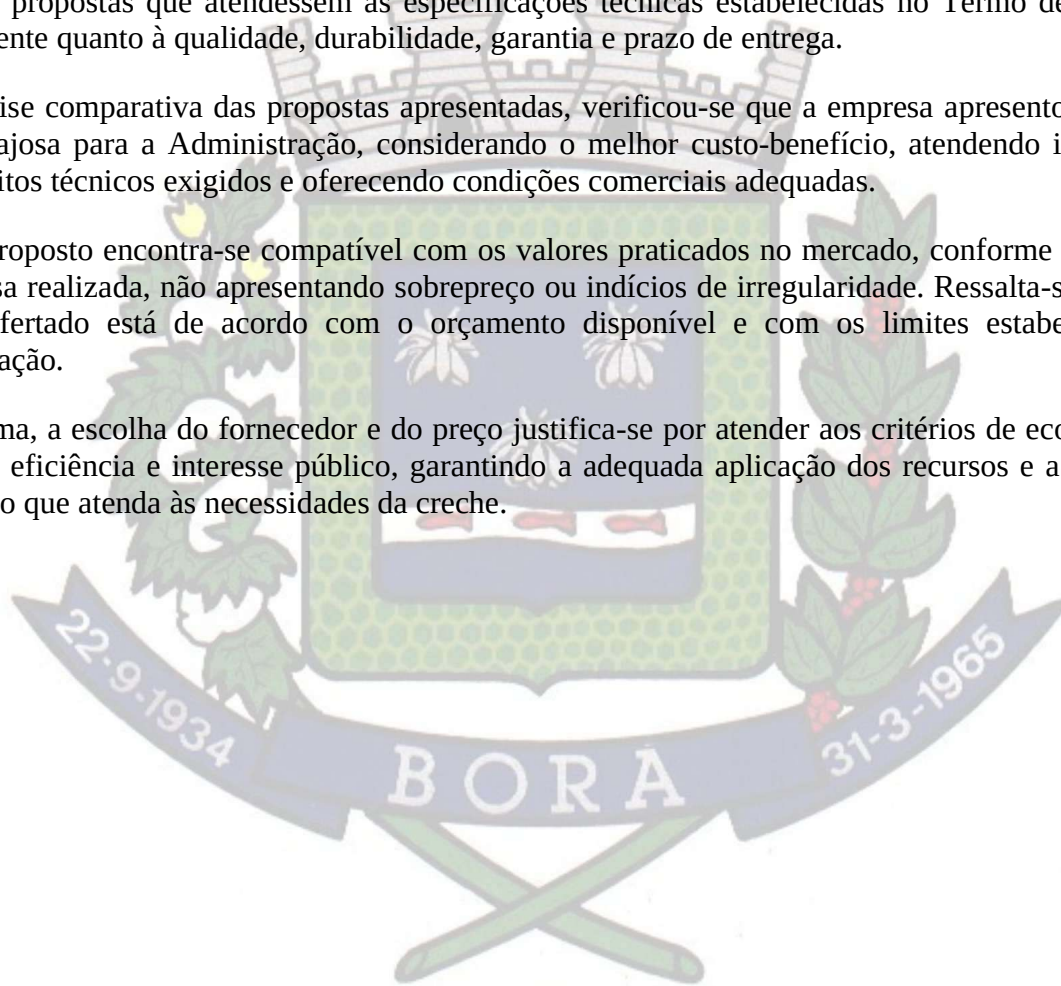 propostas que atendessem às especificações técnicas estabelecidas no Termo de
ente quanto à qualidade, durabilidade, garantia e prazo de entrega.
ise comparativa das propostas apresentadas, verificou-se que a empresa apresento
ajosa para a Administração, considerando o melhor custo-benefício, atendendo i
itos técnicos exigidos e oferecendo condições comerciais adequadas.
roposto encontra-se compatível com os valores praticados no mercado, conforme
sa realizada, não apresentando sobrepreço ou indícios de irregularidade. Ressalta-s
fertado está de acordo com o orçamento disponível e com os limites estabe
ação.
ma, a escolha do fornecedor e do preço justifica-se por atender aos critérios de eco
eficiência e interesse público, garantindo a adequada aplicação dos recursos e a
o que atenda às necessidades da creche.
22-9-1934
BORÁ
31-3-1965